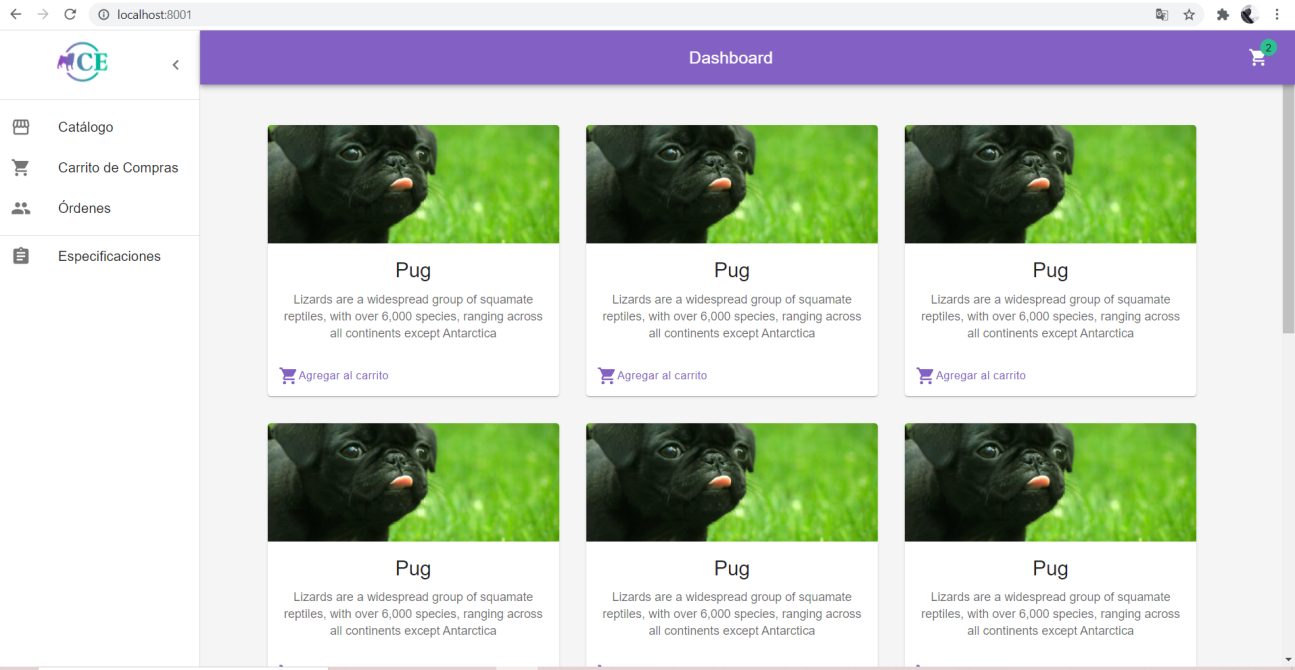 localhost:8001
CE
Dashboard
2
Catálogo
Carrito de Compras
Órdenes
Especificaciones
Pug
Lizards are a widespread group of squamate
reptiles, with over 6,000 species, ranging across
all continents except Antarctica
Agregar al carrito
Pug
Lizards are a widespread group of squamate
reptiles, with over 6,000 species, ranging across
all continents except Antarctica
Agregar al carrito
Pug
Lizards are a widespread group of squamate
reptiles, with over 6,000 species, ranging across
all continents except Antarctica
Agregar al carrito
Pug
Lizards are a widespread group of squamate
reptiles, with over 6,000 species, ranging across
all continents except Antarctica
Pug
Lizards are a widespread group of squamate
reptiles, with over 6,000 species, ranging across
all continents except Antarctica
Pug
Lizards are a widespread group of squamate
reptiles, with over 6,000 species, ranging across
all continents except Antarctica